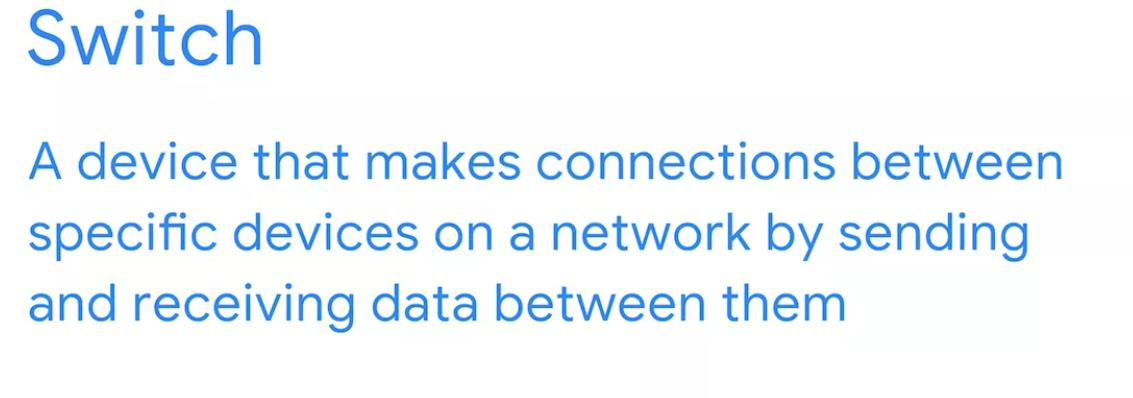 Switch
A device that makes connections between
specific devices on a network by sending
and receiving data between them